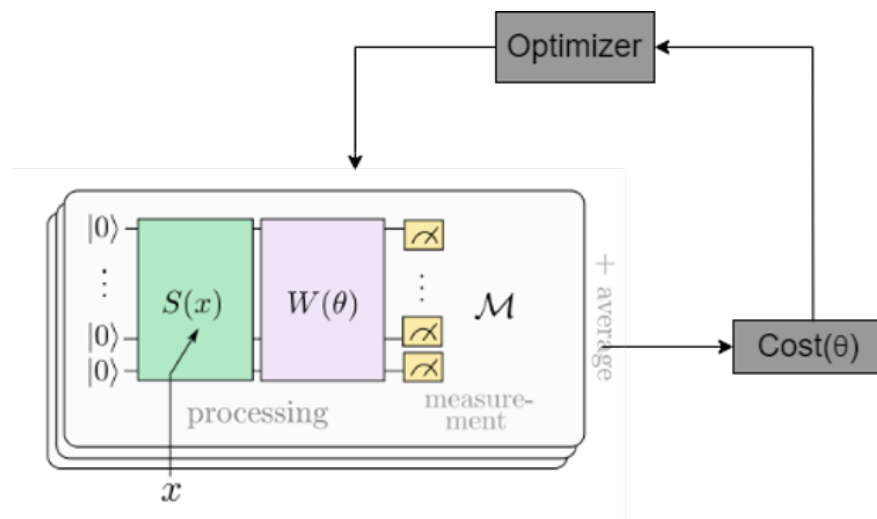 Optimizer
|0⟩
⋮
|0⟩
|0⟩
S(x)
W(θ)
⋮
ℳ
processing
measure-
ment
+ average
Cost(θ)
x